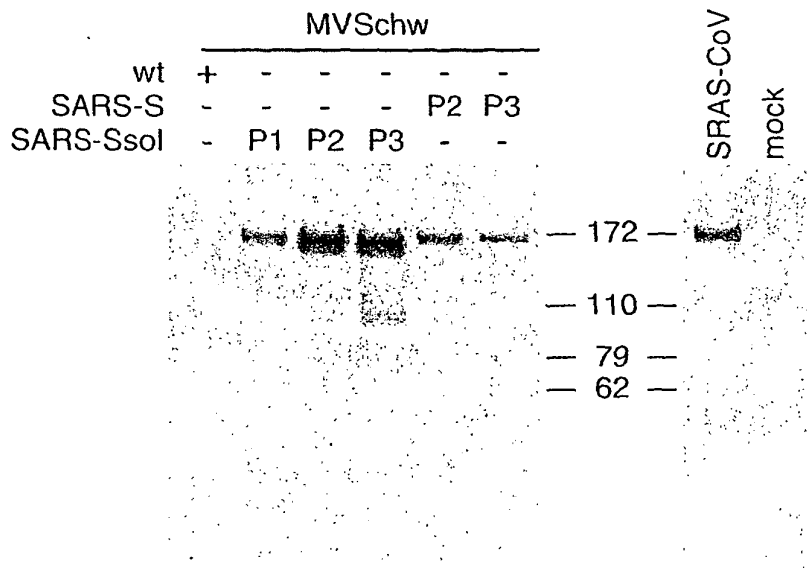 MVSchw
wt + - - - - -
SARS-S - - - - P2 P3
SARS-Ssol - P1 P2 P3 - -
SRAS-CoV
mock
— 172 —
— 110 —
— 79 —
— 62 —